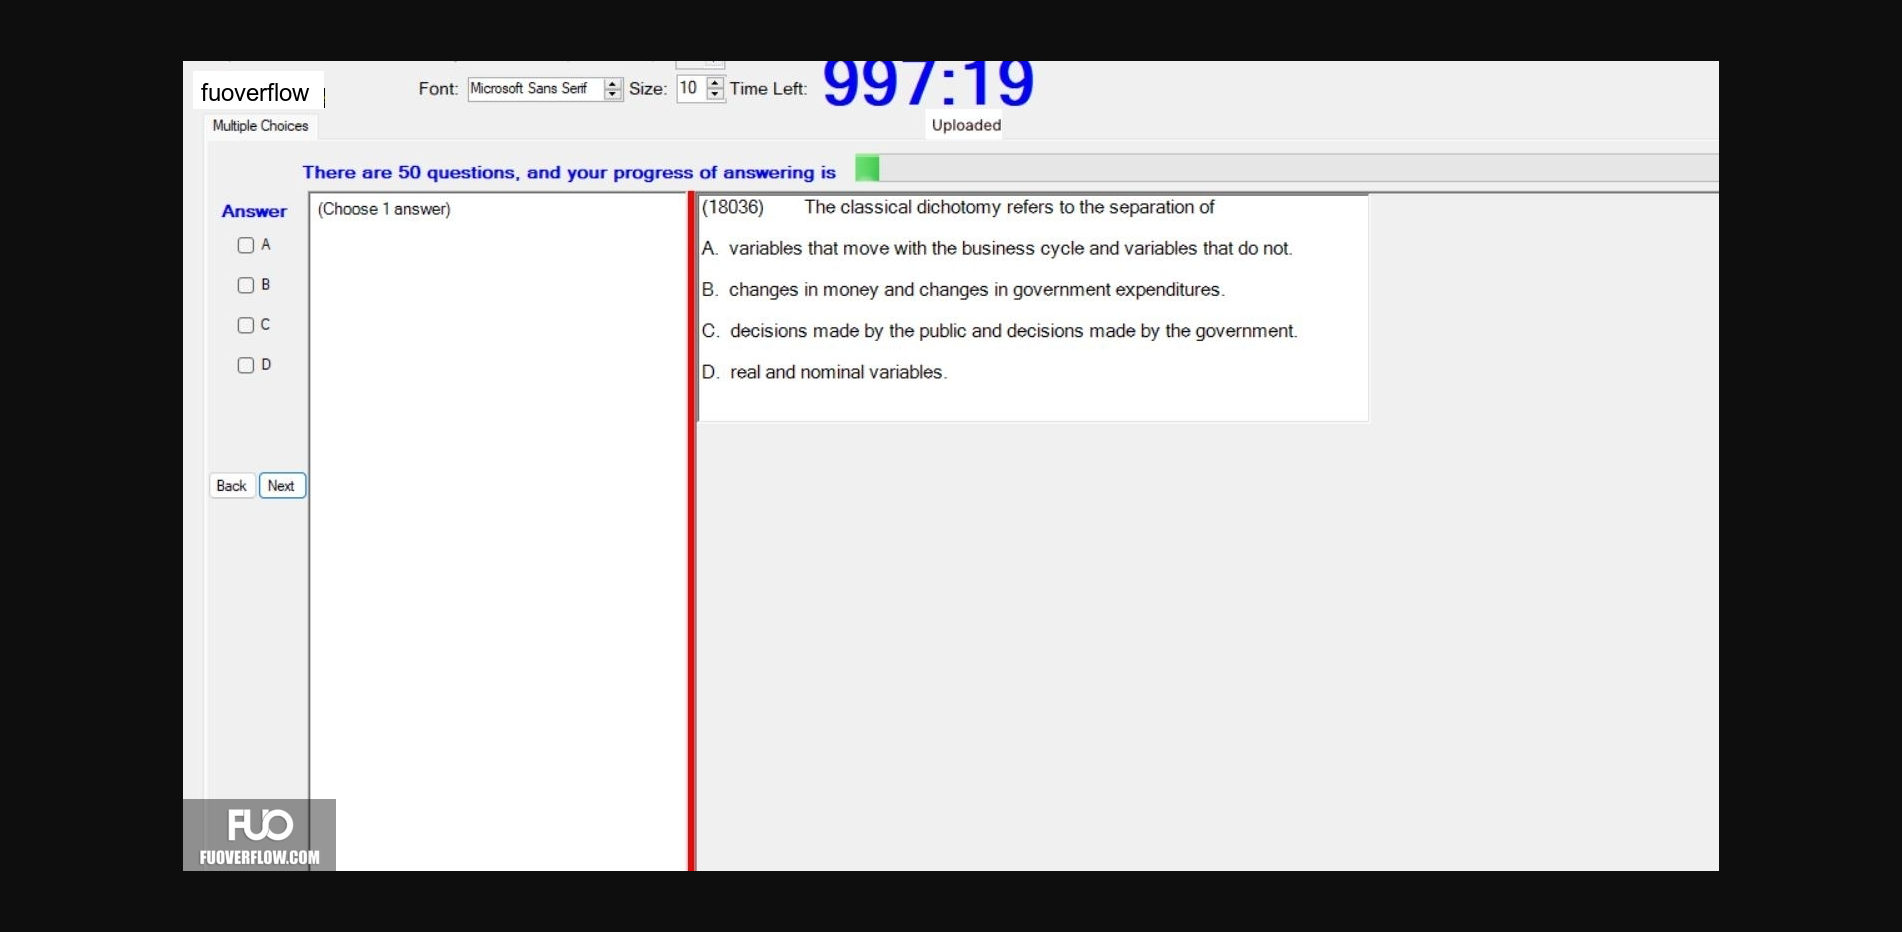 fuoverflow
Font: Microsoft Sans Serif Size: 10 Time Left: 997:19
Multiple Choices
Uploaded
There are 50 questions, and your progress of answering is
Answer
(Choose 1 answer)
A
B
C
D
Back Next
(18036) The classical dichotomy refers to the separation of
A. variables that move with the business cycle and variables that do not.
B. changes in money and changes in government expenditures.
C. decisions made by the public and decisions made by the government.
D. real and nominal variables.
FUO
FUOVERFLOW.COM